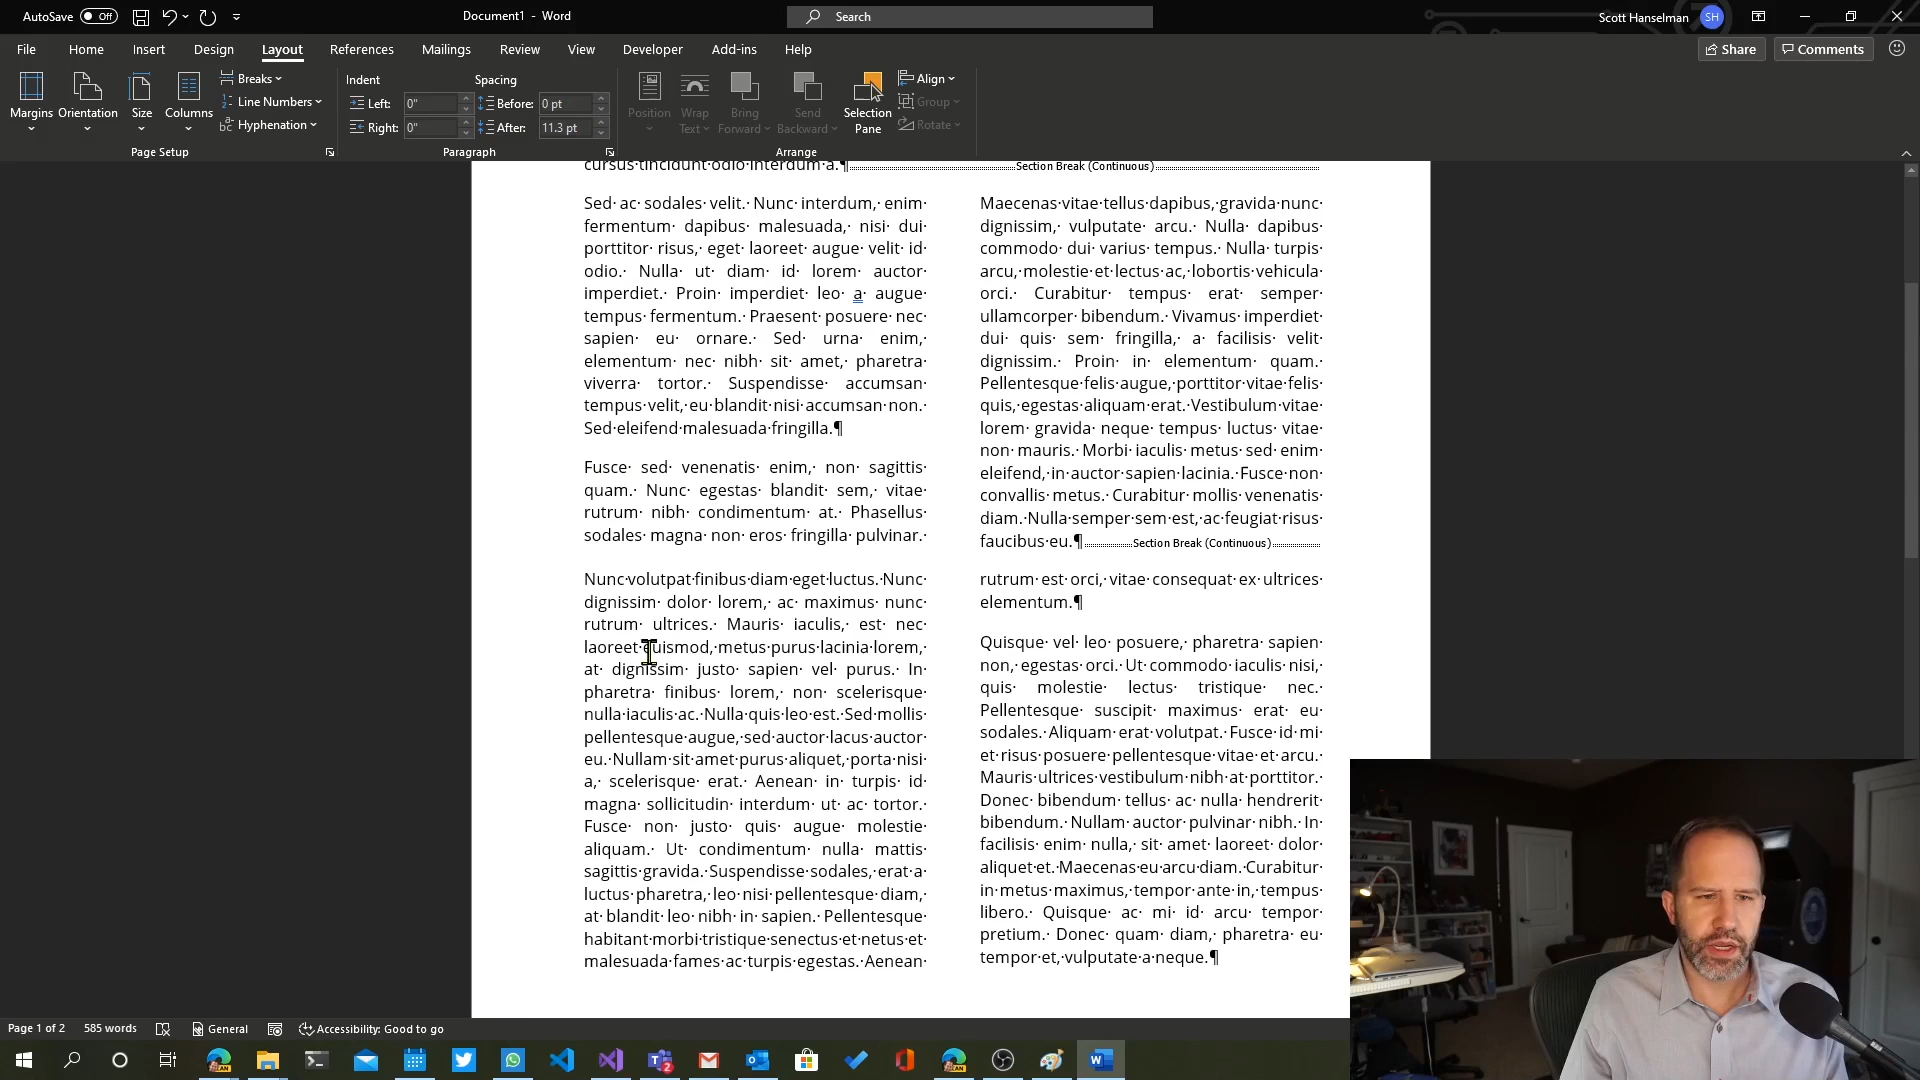 AutoSave Off Document1 - Word Search Scott Hanselman SH
File Home Insert Design Layout References Mailings Review View Developer Add-ins Help Share Comments
Margins Orientation Size Columns
Breaks
Line Numbers
Hyphenation
Page Setup
Indent Spacing
Left: 0" Before: 0 pt
Right: 0" After: 11.3 pt
Paragraph
Position Wrap Text Bring Forward Send Backward Selection Pane
Align
Group
Rotate
Arrange
cursus·tincidunt·odio·interdum·a.¶ Section Break (Continuous)
Sed· ac· sodales· velit.· Nunc· interdum,· enim·
fermentum· dapibus· malesuada,· nisi· dui·
porttitor· risus,· eget· laoreet· augue· velit· id·
odio.· Nulla· ut· diam· id· lorem· auctor·
imperdiet.· Proin· imperdiet· leo· a· augue·
tempus· fermentum.· Praesent· posuere· nec·
sapien· eu· ornare.· Sed· urna· enim,·
elementum· nec· nibh· sit· amet,· pharetra·
viverra· tortor.· Suspendisse· accumsan·
tempus·velit,·eu·blandit·nisi·accumsan·non.·
Sed·eleifend·malesuada·fringilla.¶
Fusce· sed· venenatis· enim,· non· sagittis·
quam.· Nunc· egestas· blandit· sem,· vitae·
rutrum· nibh· condimentum· at.· Phasellus·
sodales· magna· non· eros· fringilla· pulvinar.·
Maecenas·vitae·tellus·dapibus,·gravida·nunc·
dignissim,· vulputate· arcu.· Nulla· dapibus·
commodo· dui· varius· tempus.· Nulla· turpis·
arcu,·molestie·et·lectus·ac,·lobortis·vehicula·
orci.· Curabitur· tempus· erat· semper·
ullamcorper· bibendum.· Vivamus· imperdiet·
dui· quis· sem· fringilla,· a· facilisis· velit·
dignissim.· Proin· in· elementum· quam.·
Pellentesque·felis·augue,·porttitor·vitae·felis·
quis,·egestas·aliquam·erat.·Vestibulum·vitae·
lorem· gravida· neque· tempus· luctus· vitae·
non· mauris.· Morbi· iaculis· metus· sed· enim·
eleifend,·in·auctor·sapien·lacinia.·Fusce·non·
convallis·metus.·Curabitur·mollis·venenatis·
diam.·Nulla·semper·sem·est,·ac·feugiat·risus·
faucibus·eu.¶ Section Break (Continuous)
Nunc·volutpat·finibus·diam·eget·luctus.·Nunc·
dignissim· dolor· lorem,· ac· maximus· nunc·
rutrum· ultrices.· Mauris· iaculis,· est· nec·
laoreet·euismod,·metus·purus·lacinia·lorem,·
at· dignissim· justo· sapien· vel· purus.· In·
pharetra· finibus· lorem,· non· scelerisque·
nulla·iaculis·ac.·Nulla·quis·leo·est.·Sed·mollis·
pellentesque·augue,·sed·auctor·lacus·auctor·
eu.·Nullam·sit·amet·purus·aliquet,·porta·nisi·
a,· scelerisque· erat.· Aenean· in· turpis· id·
magna· sollicitudin· interdum· ut· ac· tortor.·
Fusce· non· justo· quis· augue· molestie·
aliquam.· Ut· condimentum· nulla· mattis·
sagittis·gravida.·Suspendisse·sodales,·erat·a·
luctus·pharetra,·leo·nisi·pellentesque·diam,·
at· blandit· leo· nibh· in· sapien.· Pellentesque·
habitant·morbi·tristique·senectus·et·netus·et·
malesuada·fames·ac·turpis·egestas.·Aenean·
rutrum·est·orci,·vitae·consequat·ex·ultrices·
elementum.¶
Quisque· vel· leo· posuere,· pharetra· sapien·
non,·egestas·orci.·Ut·commodo·iaculis·nisi,·
quis· molestie· lectus· tristique· nec.·
Pellentesque· suscipit· maximus· erat· eu·
sodales.·Aliquam·erat·volutpat.·Fusce·id·mi·
et·risus·posuere·pellentesque·vitae·et·arcu.·
Mauris·ultrices·vestibulum·nibh·at·porttitor.·
Donec· bibendum· tellus· ac· nulla· hendrerit·
bibendum.· Nullam· auctor· pulvinar· nibh.· In·
facilisis· enim· nulla,· sit· amet· laoreet· dolor·
aliquet·et.·Maecenas·eu·arcu·diam.·Curabitur·
in·metus·maximus,·tempor·ante·in,·tempus·
libero.· Quisque· ac· mi· id· arcu· tempor·
pretium.· Donec· quam· diam,· pharetra· eu·
tempor·et,·vulputate·a·neque.¶
Page 1 of 2 585 words General Accessibility: Good to go